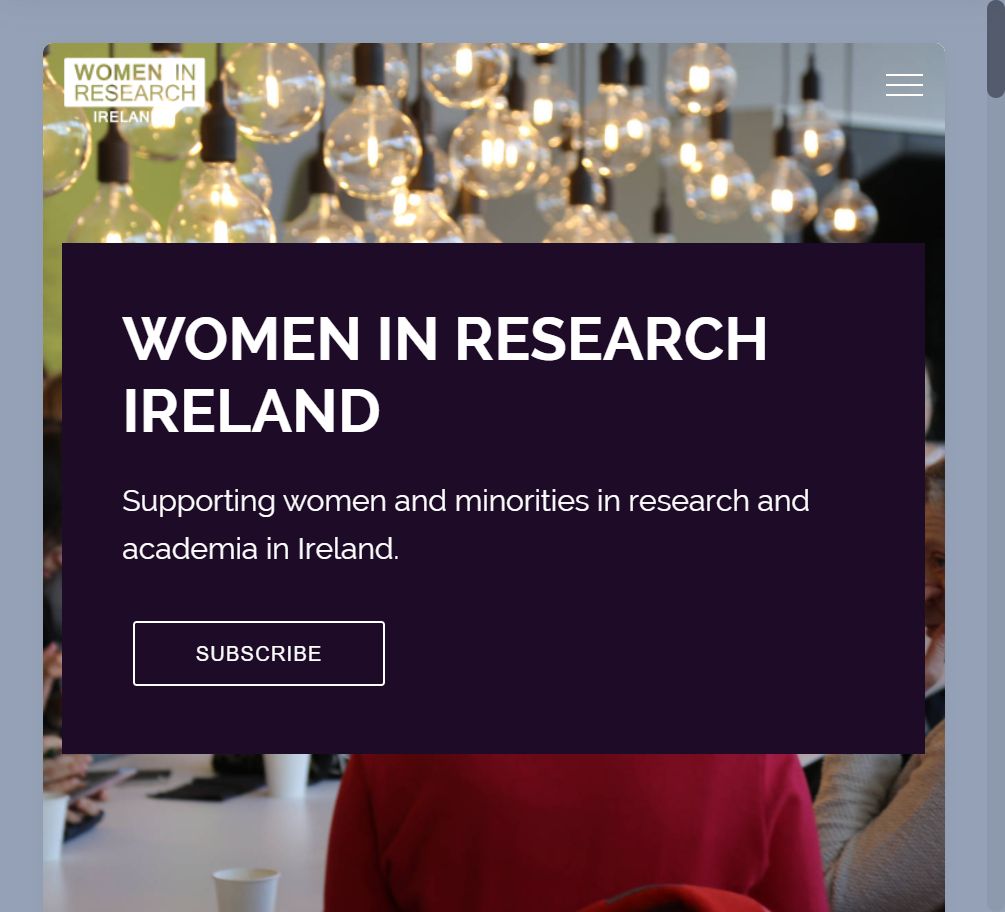 WOMEN IN
RESEARCH
IRELAND
WOMEN IN RESEARCH
IRELAND
Supporting women and minorities in research and
academia in Ireland.
SUBSCRIBE